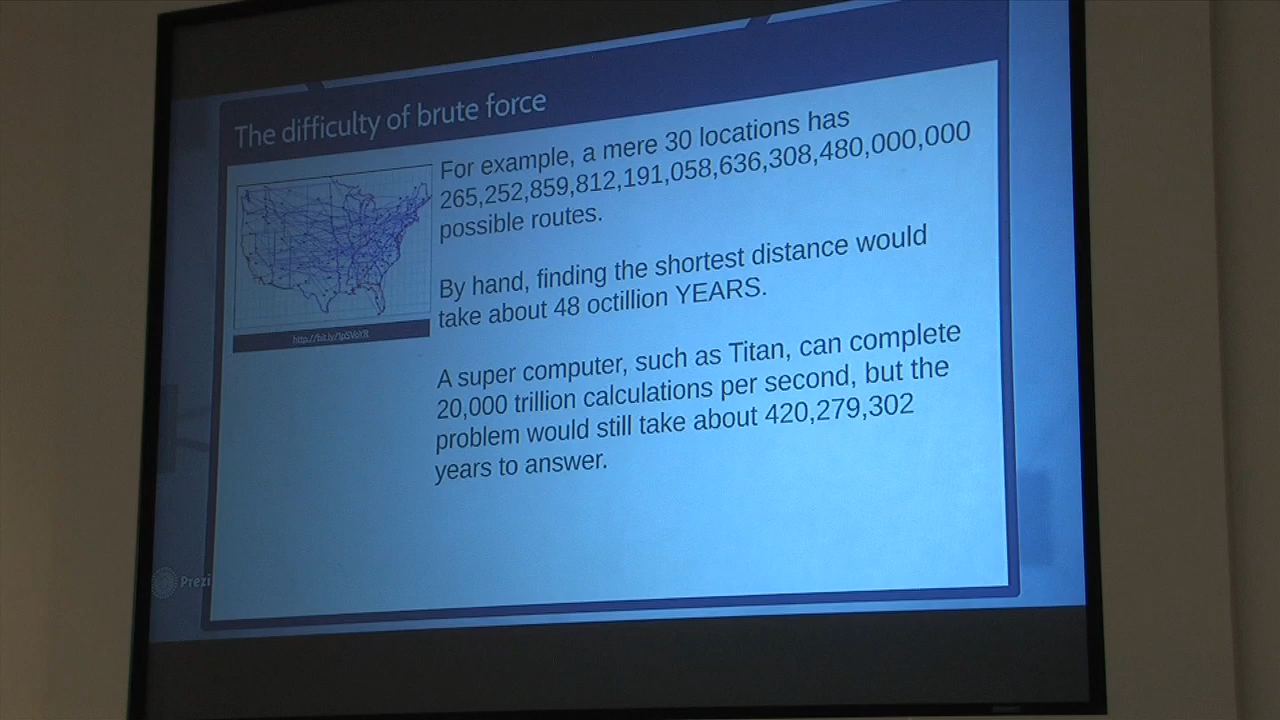 The difficulty of brute force
For example, a mere 30 locations has
265,252,859,812,191,058,636,308,480,000,000
possible routes.
By hand, finding the shortest distance would
take about 48 octillion YEARS.
A super computer, such as Titan, can complete
20,000 trillion calculations per second, but the
problem would still take about 420,279,302
years to answer.
Prezi